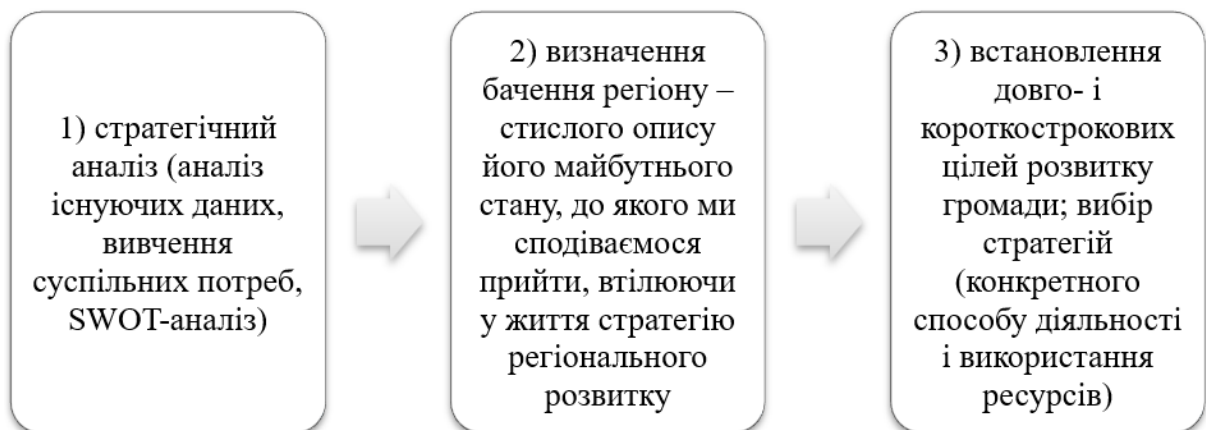 1) стратегічний
аналіз (аналіз
існуючих даних,
вивчення
суспільних потреб,
SWOT-аналіз)
2) визначення
бачення регіону –
стислого опису
його майбутнього
стану, до якого ми
сподіваємося
прийти, втілюючи
у життя стратегію
регіонального
розвитку
3) встановлення
довго- і
короткострокових
цілей розвитку
громади; вибір
стратегій
(конкретного
способу діяльності
і використання
ресурсів)